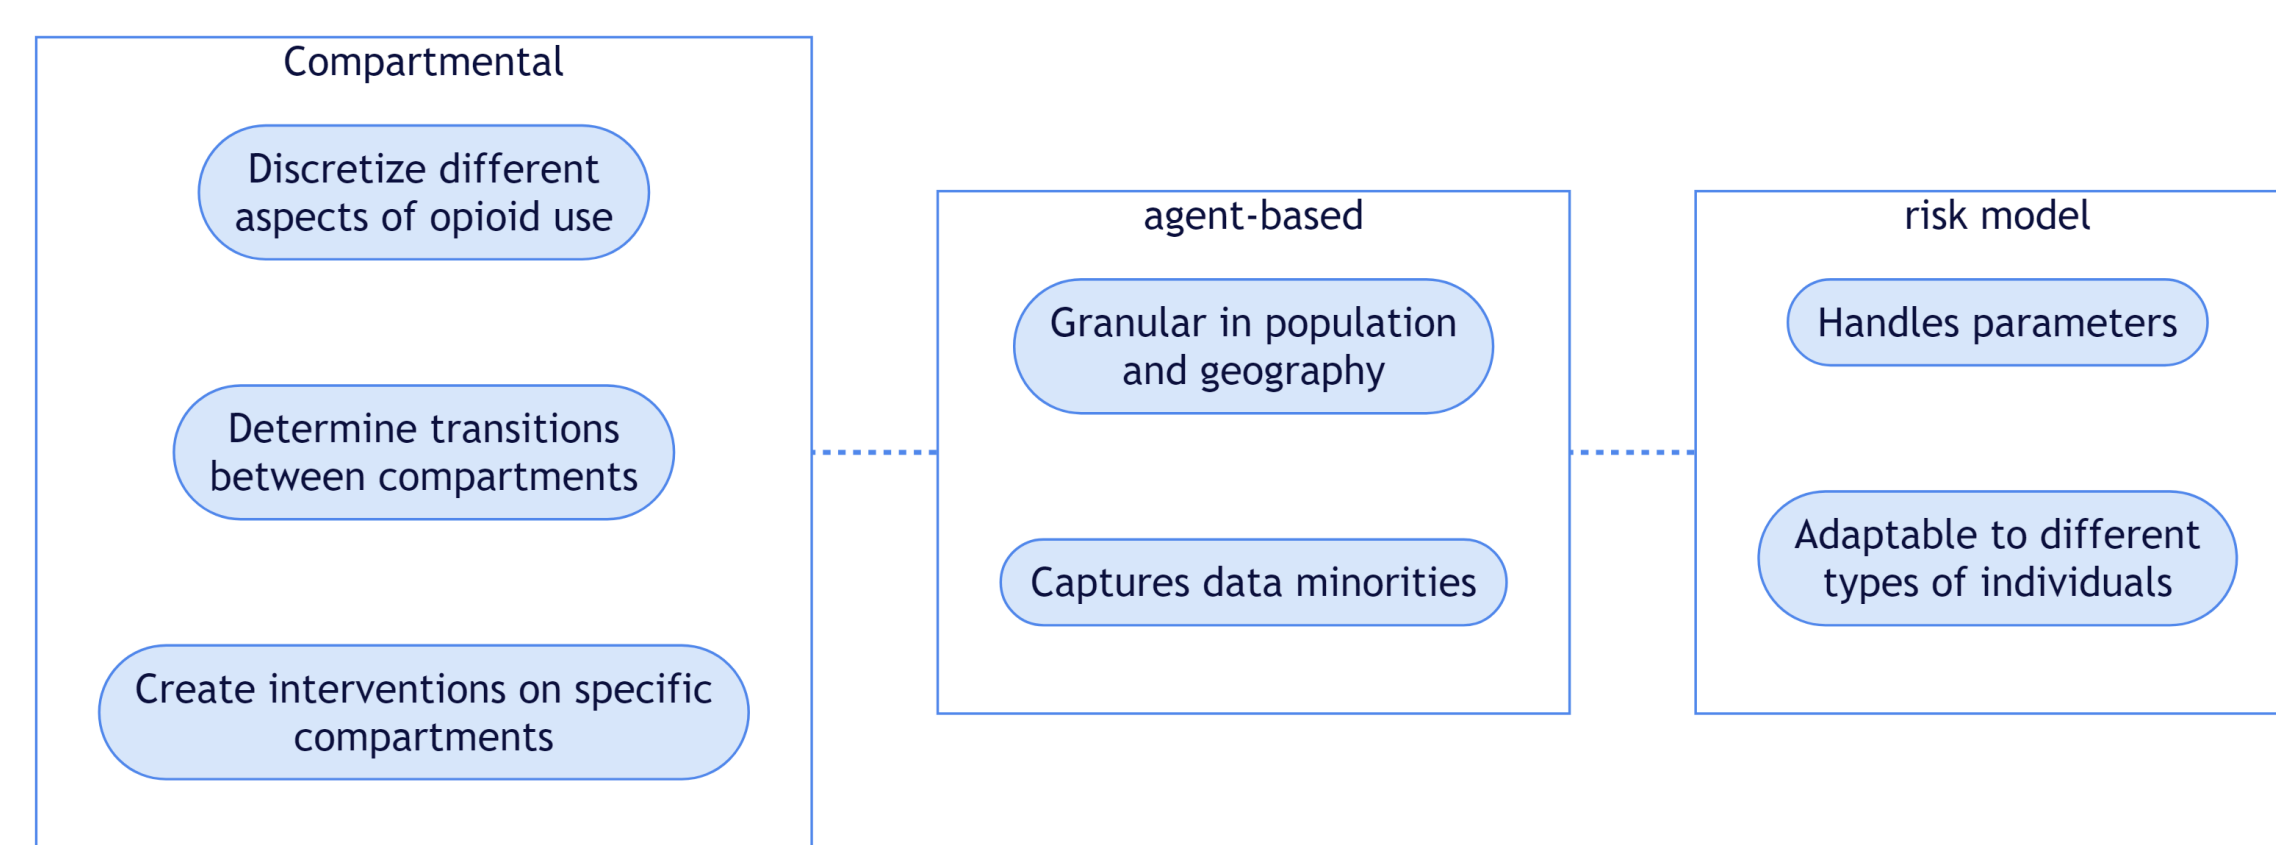 Compartmental
Discretize different
aspects of opioid use
Determine transitions
between compartments
Create interventions on specific
compartments
agent-based
Granular in population
and geography
Captures data minorities
risk model
Handles parameters
Adaptable to different
types of individuals